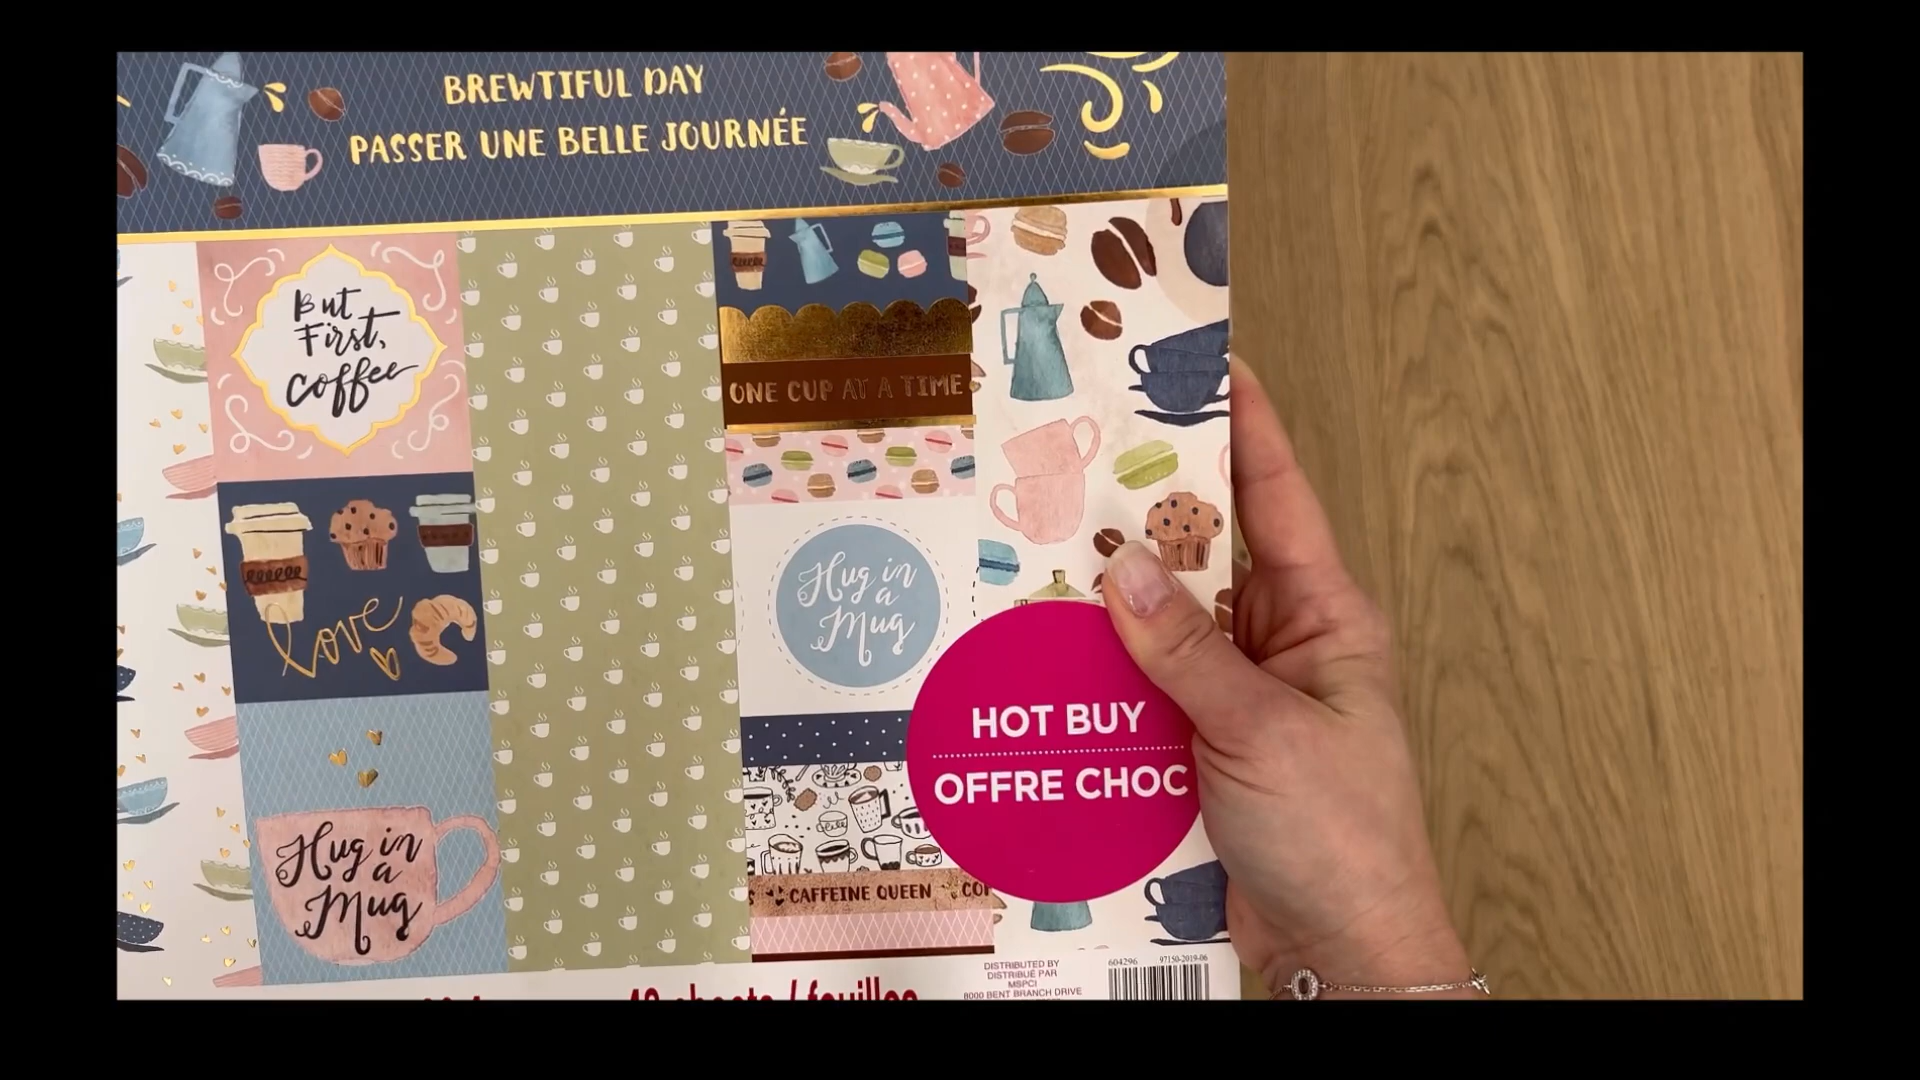 BREWTIFUL DAY
PASSER UNE BELLE JOURNÉE
But
First,
Coffee
ONE CUP AT A TIME
love
Hug in
a
Mug
Hug in
a
Mug
HOT BUY
OFFRE CHOC
CAFFEINE QUEEN
sheets / feuilles
DISTRIBUTED BY
DISTRIBUÉ PAR
MSPCI
8000 BENT BRANCH DRIVE
604296 97150-2019-06